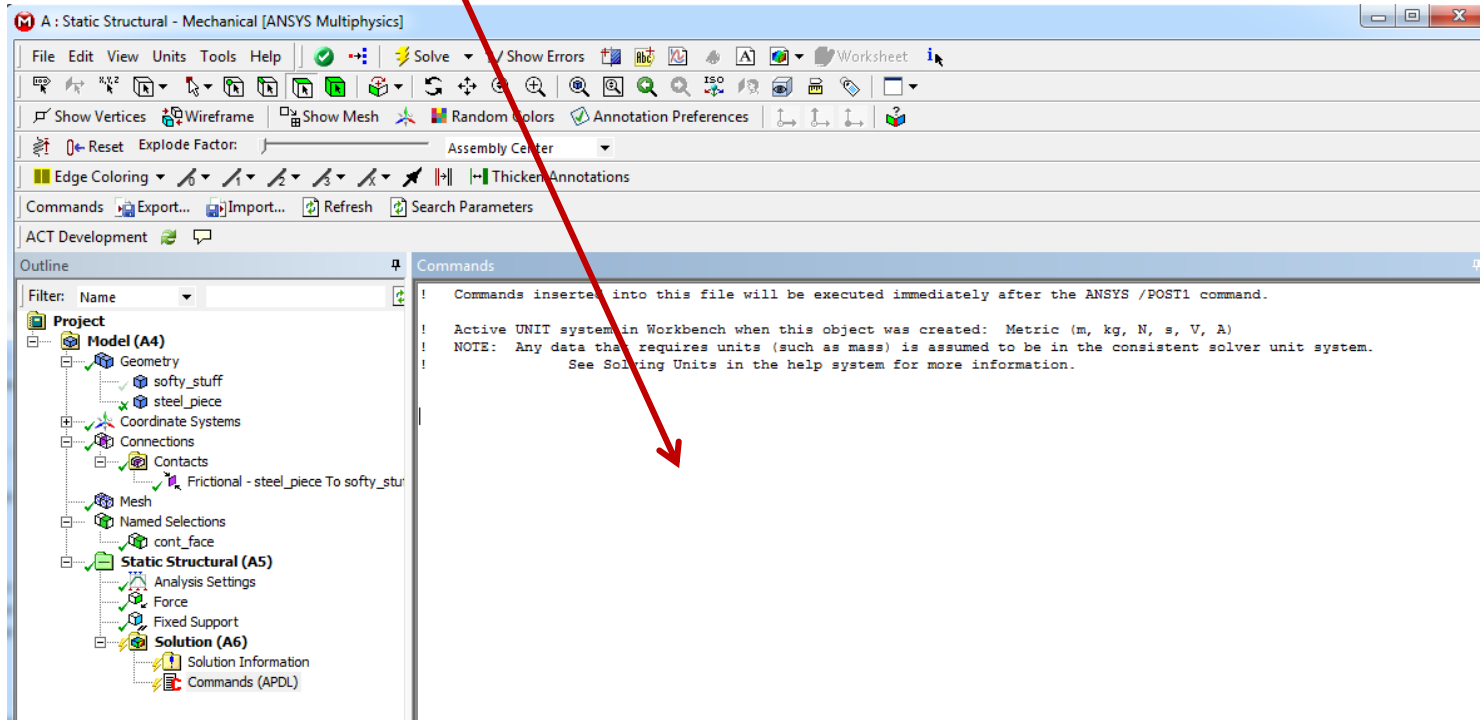 A : Static Structural - Mechanical [ANSYS Multiphysics]
File Edit View Units Tools Help Solve Show Errors Worksheet
Show Vertices Wireframe Show Mesh Random Colors Annotation Preferences
Reset Explode Factor: Assembly Center
Edge Coloring Thicken Annotations
Commands Export... Import... Refresh Search Parameters
ACT Development
Outline
Filter: Name
Project
Model (A4)
Geometry
softy_stuff
steel_piece
Coordinate Systems
Connections
Contacts
Frictional - steel_piece To softy_stu
Mesh
Named Selections
cont_face
Static Structural (A5)
Analysis Settings
Force
Fixed Support
Solution (A6)
Solution Information
Commands (APDL)
Commands
! Commands inserted into this file will be executed immediately after the ANSYS /POST1 command.
! Active UNIT system in Workbench when this object was created: Metric (m, kg, N, s, V, A)
! NOTE: Any data that requires units (such as mass) is assumed to be in the consistent solver unit system.
! See Solving Units in the help system for more information.